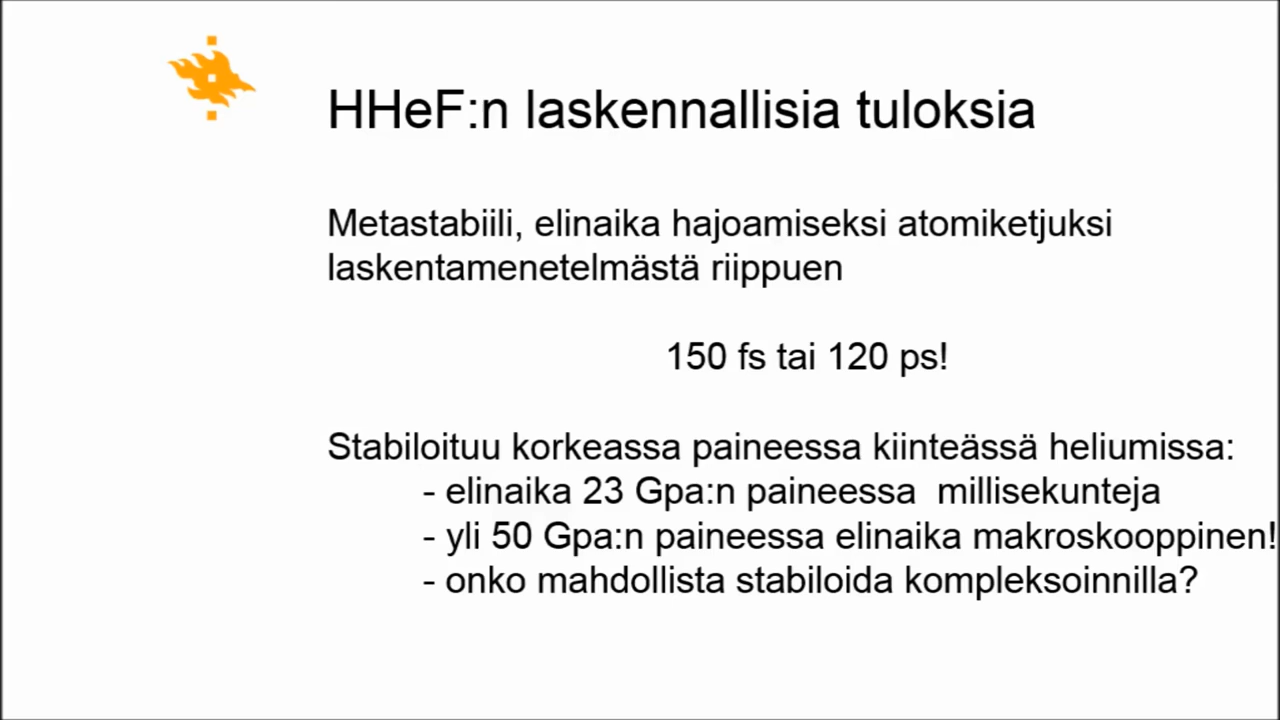 HHeF:n laskennallisia tuloksia
Metastabiili, elinaika hajoamiseksi atomiketjuksi
laskentamenetelmästä riippuen
150 fs tai 120 ps!
Stabiloituu korkeassa paineessa kiinteässä heliumissa:
- elinaika 23 Gpa:n paineessa  millisekunteja
- yli 50 Gpa:n paineessa elinaika makroskooppinen!
- onko mahdollista stabiloida kompleksoinnilla?